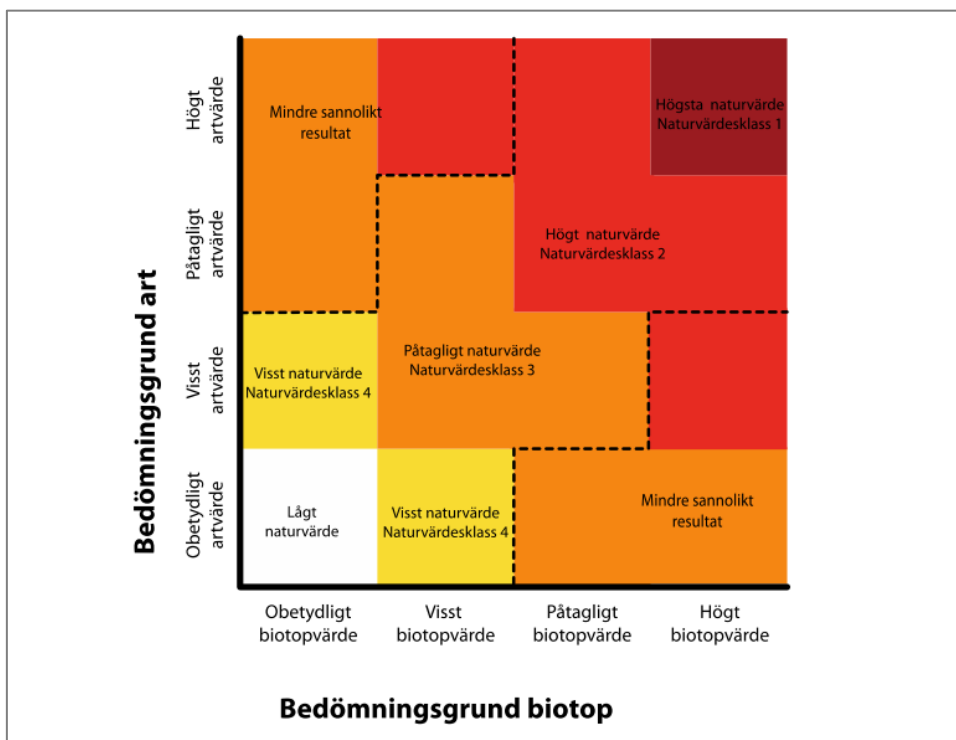 Bedömningsgrund art
Högt
artvärde
Påtagligt
artvärde
Visst
artvärde
Obetydligt
artvärde
Mindre sannolikt
resultat
Högsta naturvärde
Naturvärdesklass 1
Högt naturvärde
Naturvärdesklass 2
Påtagligt naturvärde
Naturvärdesklass 3
Visst naturvärde
Naturvärdesklass 4
Lågt
naturvärde
Visst naturvärde
Naturvärdesklass 4
Mindre sannolikt
resultat
Obetydligt
biotopvärde
Visst
biotopvärde
Påtagligt
biotopvärde
Högt
biotopvärde
Bedömningsgrund biotop